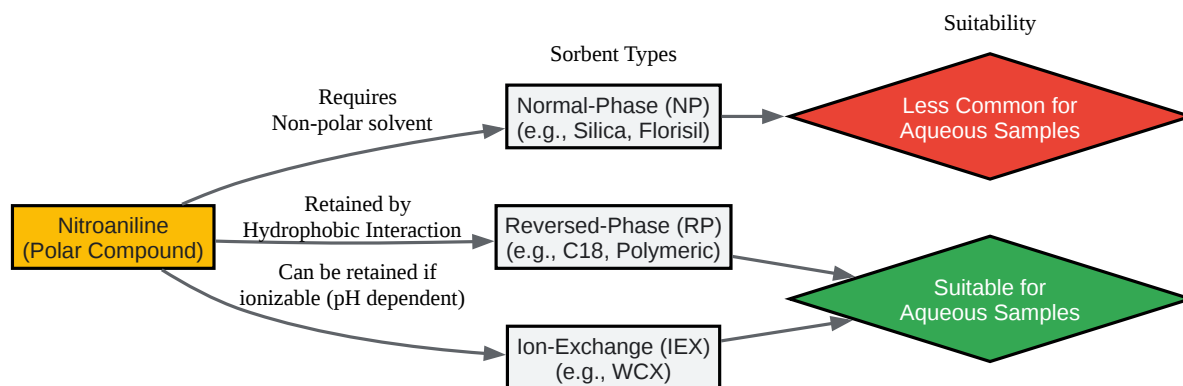 Suitability
Sorbent Types
Requires
Non-polar solvent
Normal-Phase (NP)
(e.g., Silica, Florisil)
Less Common for
Aqueous Samples
Nitroaniline
(Polar Compound)
Retained by
Hydrophobic Interaction
Reversed-Phase (RP)
(e.g., C18, Polymeric)
Can be retained if
ionizable (pH dependent)
Suitable for
Aqueous Samples
Ion-Exchange (IEX)
(e.g., WCX)